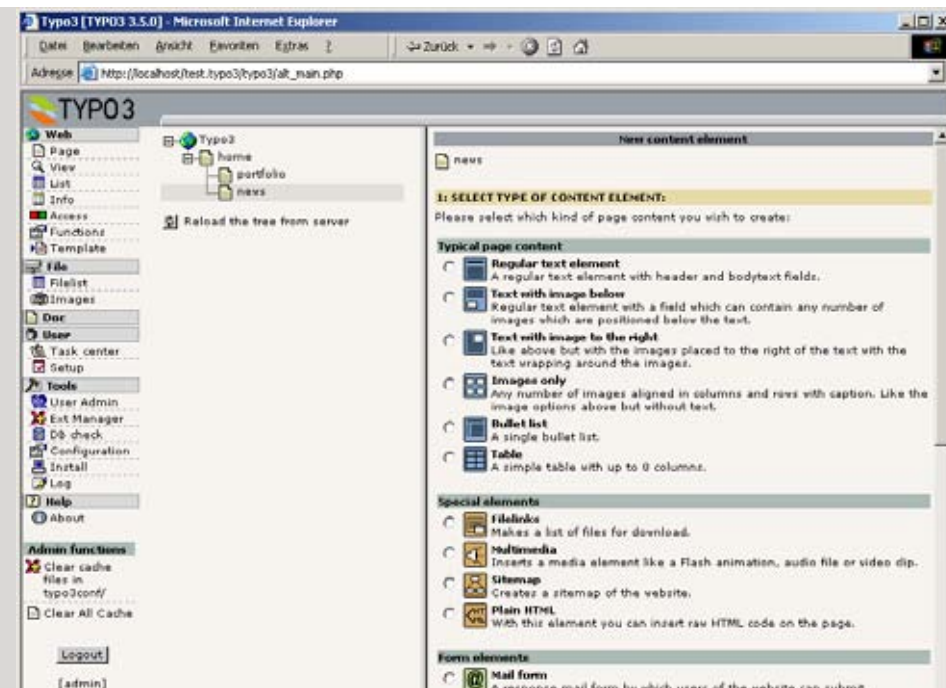 Typo3 [TYPO3 3.5.0] - Microsoft Internet Explorer
Datei Bearbeiten Ansicht Favoriten Extras ?
Zurück
Adresse http://localhost/test.typo3/typo3/alt_main.php
TYPO3
Web
Page
View
List
Info
Access
Functions
Template
File
Filelist
Images
Doc
User
Task center
Setup
Tools
User Admin
Ext Manager
DB check
Configuration
Install
Log
Help
About
Admin functions
Clear cache
files in
typo3conf/
Clear All Cache
Logout
[admin]
Typo3
home
portfolio
news
Reload the tree from server
New content element
news
1: SELECT TYPE OF CONTENT ELEMENT:
Please select which kind of page content you wish to create:
Typical page content
Regular text element
A regular text element with header and bodytext fields.
Text with image below
Regular text element with a field which can contain any number of
images which are positioned below the text.
Text with image to the right
Like above but with the images placed to the right of the text with the
text wrapping around the images.
Images only
Any number of images aligned in columns and rows with caption. Like the
image options above but without text.
Bullet list
A single bullet list.
Table
A simple table with up to 8 columns.
Special elements
Filelinks
Makes a list of files for download.
Multimedia
Inserts a media element like a Flash animation, audio file or video clip.
Sitemap
Creates a sitemap of the website.
Plain HTML
With this element you can insert raw HTML code on the page.
Form elements
Mail form
A response mail form by which users of the website can submit